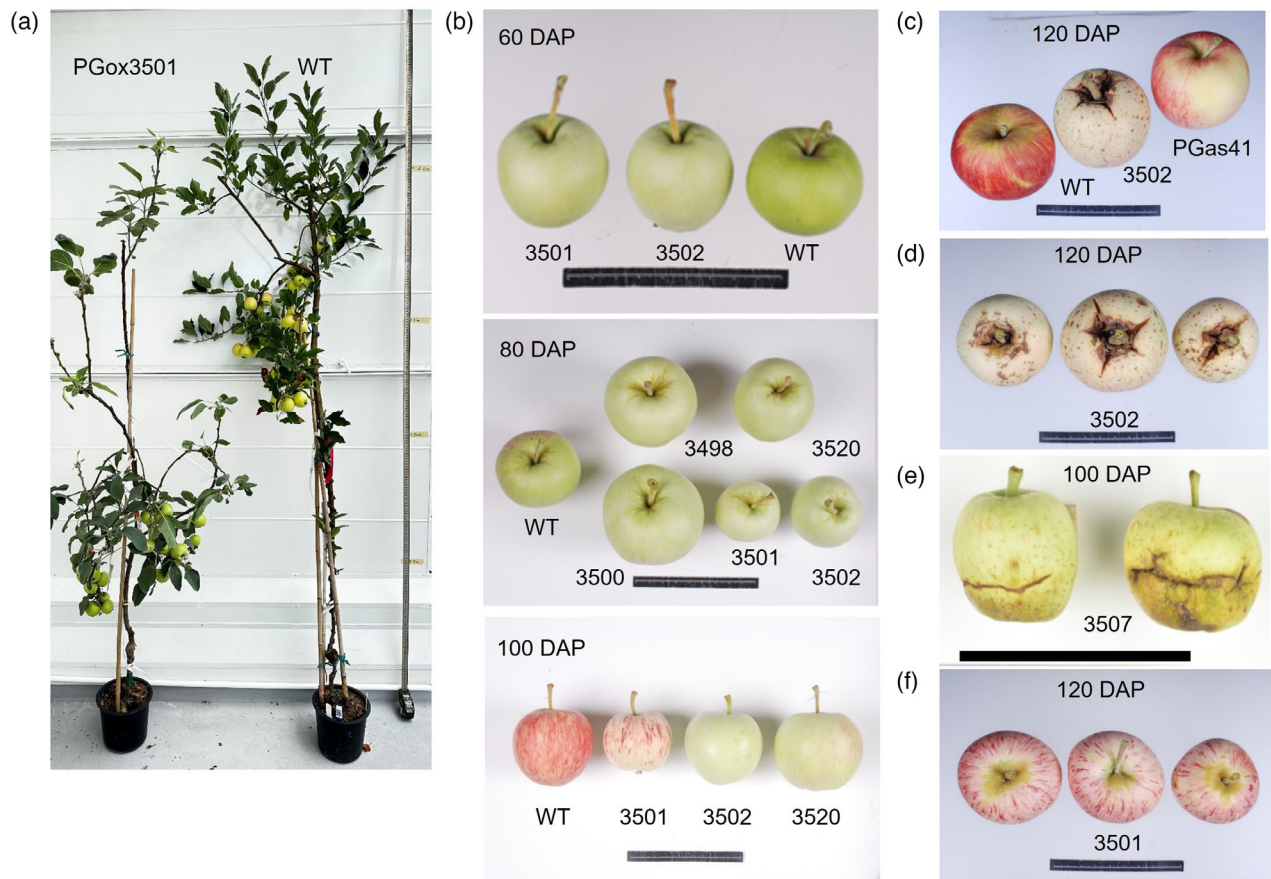 (a)
PGox3501 WT
(b)
60 DAP
3501 3502 WT
80 DAP
3498 3520
WT
3500 3501 3502
100 DAP
WT 3501 3502 3520
(c)
120 DAP
WT 3502 PGas41
(d)
120 DAP
3502
(e)
100 DAP
3507
(f)
120 DAP
3501